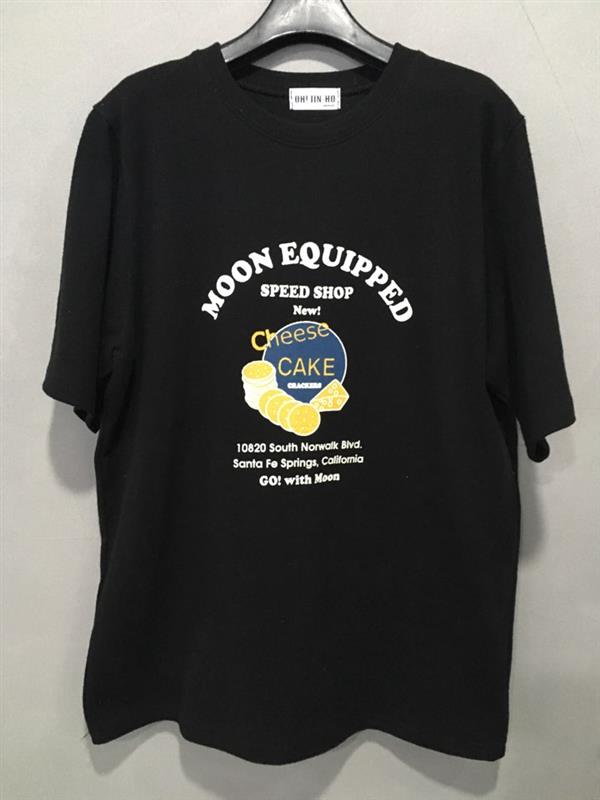 OH! JIN HO
MOON EQUIPPED
SPEED SHOP
New!
Cheese
CAKE
CRACKERS
10820 South Norwalk Blvd.
Santa Fe Springs, California
GO! with Moon